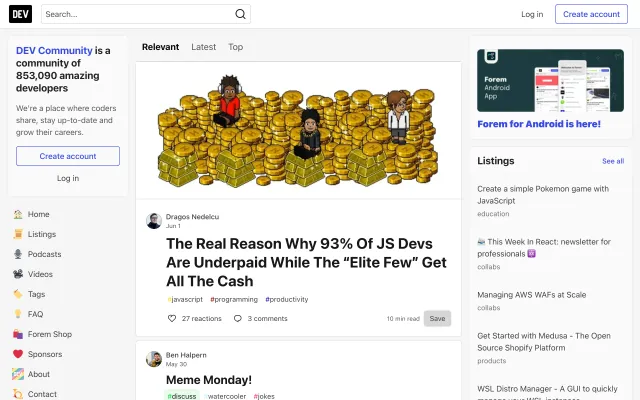 DEV
Search...
Log in
Create account
DEV Community is a
community of
853,090 amazing
developers
We're a place where coders
share, stay up-to-date and
grow their careers.
Create account
Log in
Home
Listings
Podcasts
Videos
Tags
FAQ
Forem Shop
Sponsors
About
Contact
Relevant
Latest
Top
Dragos Nedelcu
Jun 1
The Real Reason Why 93% Of JS Devs
Are Underpaid While The “Elite Few” Get
All The Cash
#javascript #programming #productivity
27 reactions
3 comments
10 min read
Save
Ben Halpern
May 30
Meme Monday!
#discuss #watercooler #jokes
Forem
Android
App
Forem for Android is here!
Listings
See all
Create a simple Pokemon game with
JavaScript
education
This Week In React: newsletter for
professionals
collabs
Managing AWS WAFs at Scale
collabs
Get Started with Medusa - The Open
Source Shopify Platform
products
WSL Distro Manager - A GUI to quickly
manage your WSL instances